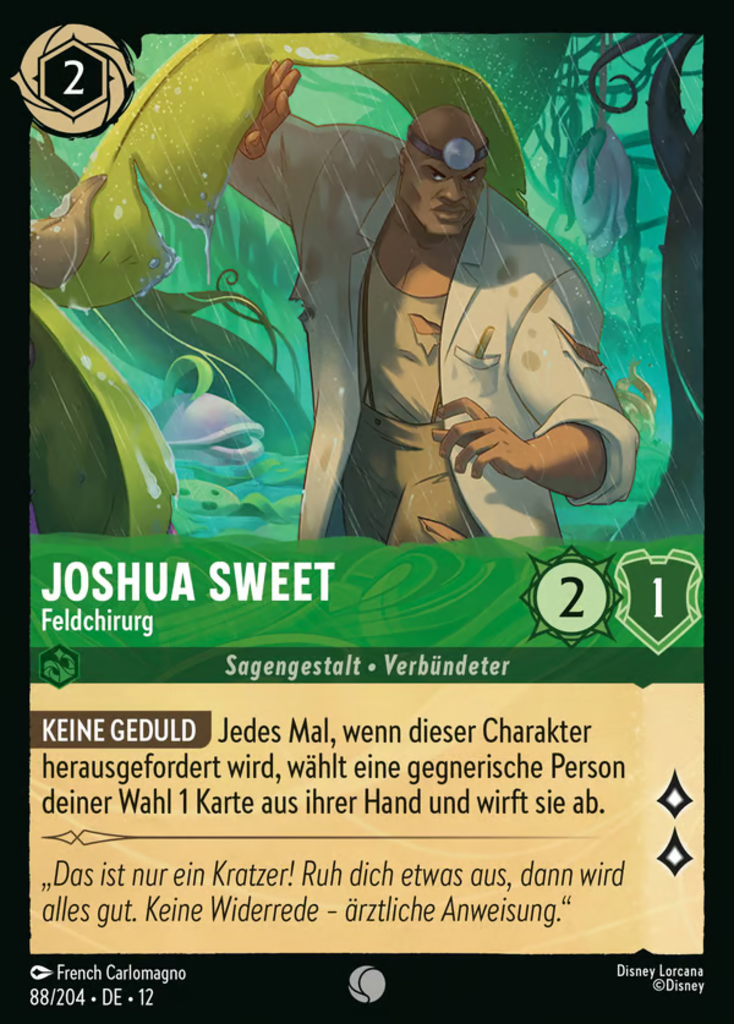 2
JOSHUA SWEET
Feldchirurg
2
1
Sagengestalt • Verbündeter
KEINE GEDULD Jedes Mal, wenn dieser Charakter
herausgefordert wird, wählt eine gegnerische Person
deiner Wahl 1 Karte aus ihrer Hand und wirft sie ab.
„Das ist nur ein Kratzer! Ruh dich etwas aus, dann wird
alles gut. Keine Widerrede – ärztliche Anweisung.“
French Carlomagno
88/204 • DE • 12
Disney Lorcana
©Disney